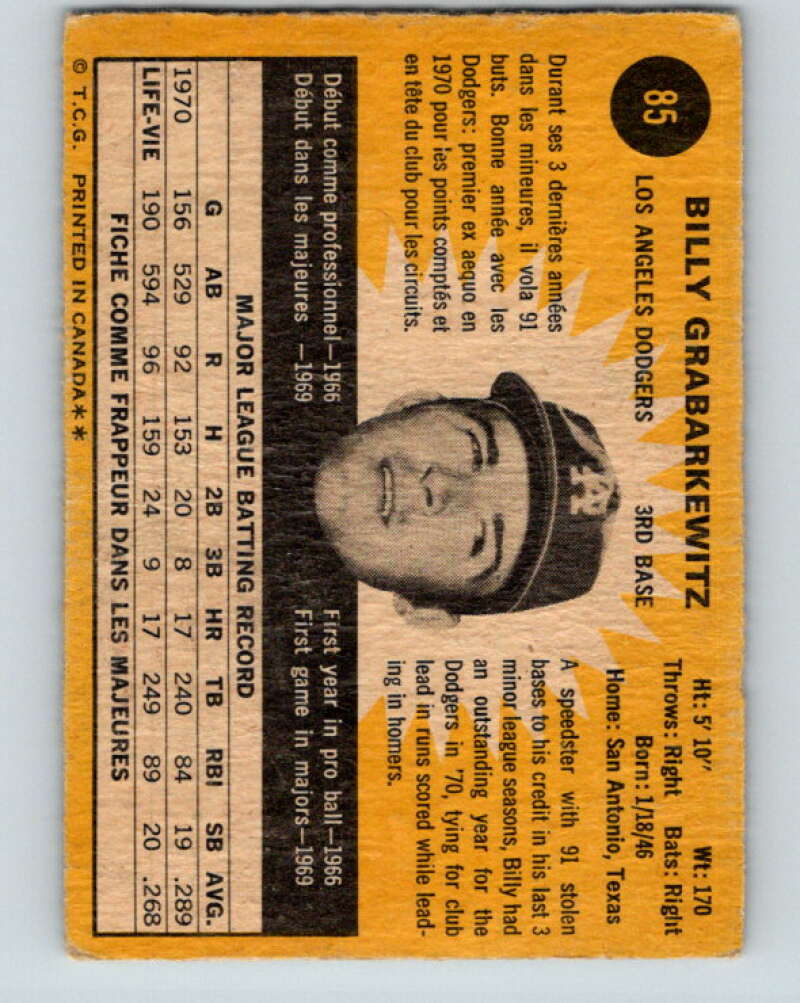 85
BILLY GRABARKEWITZ
LOS ANGELES DODGERS 3RD BASE
Ht: 5' 10" Wt: 170
Throws: Right Bats: Right
Born: 1/18/46
Home: San Antonio, Texas
Durant ses 3 dernières années
dans les mineures, il vola 91
buts. Bonne année avec les
Dodgers: premier ex aequo en
1970 pour les points comptés et
en tête du club pour les circuits.
LA
A speedster with 91 stolen
bases to his credit in his last 3
minor league seasons, Billy had
an outstanding year for the
Dodgers in '70, tying for club
lead in runs scored while lead-
ing in homers.
Début comme professionnel—1966
Début dans les majeures —1969
First year in pro ball—1966
First game in majors—1969
MAJOR LEAGUE BATTING RECORD
G AB R H 2B 3B HR TB RBI SB AVG.
1970 156 529 92 153 20 8 17 240 84 19 .289
LIFE-VIE 190 594 96 159 24 9 17 249 89 20 .268
FICHE COMME FRAPPEUR DANS LES MAJEURES
© T.C.G. PRINTED IN CANADA**